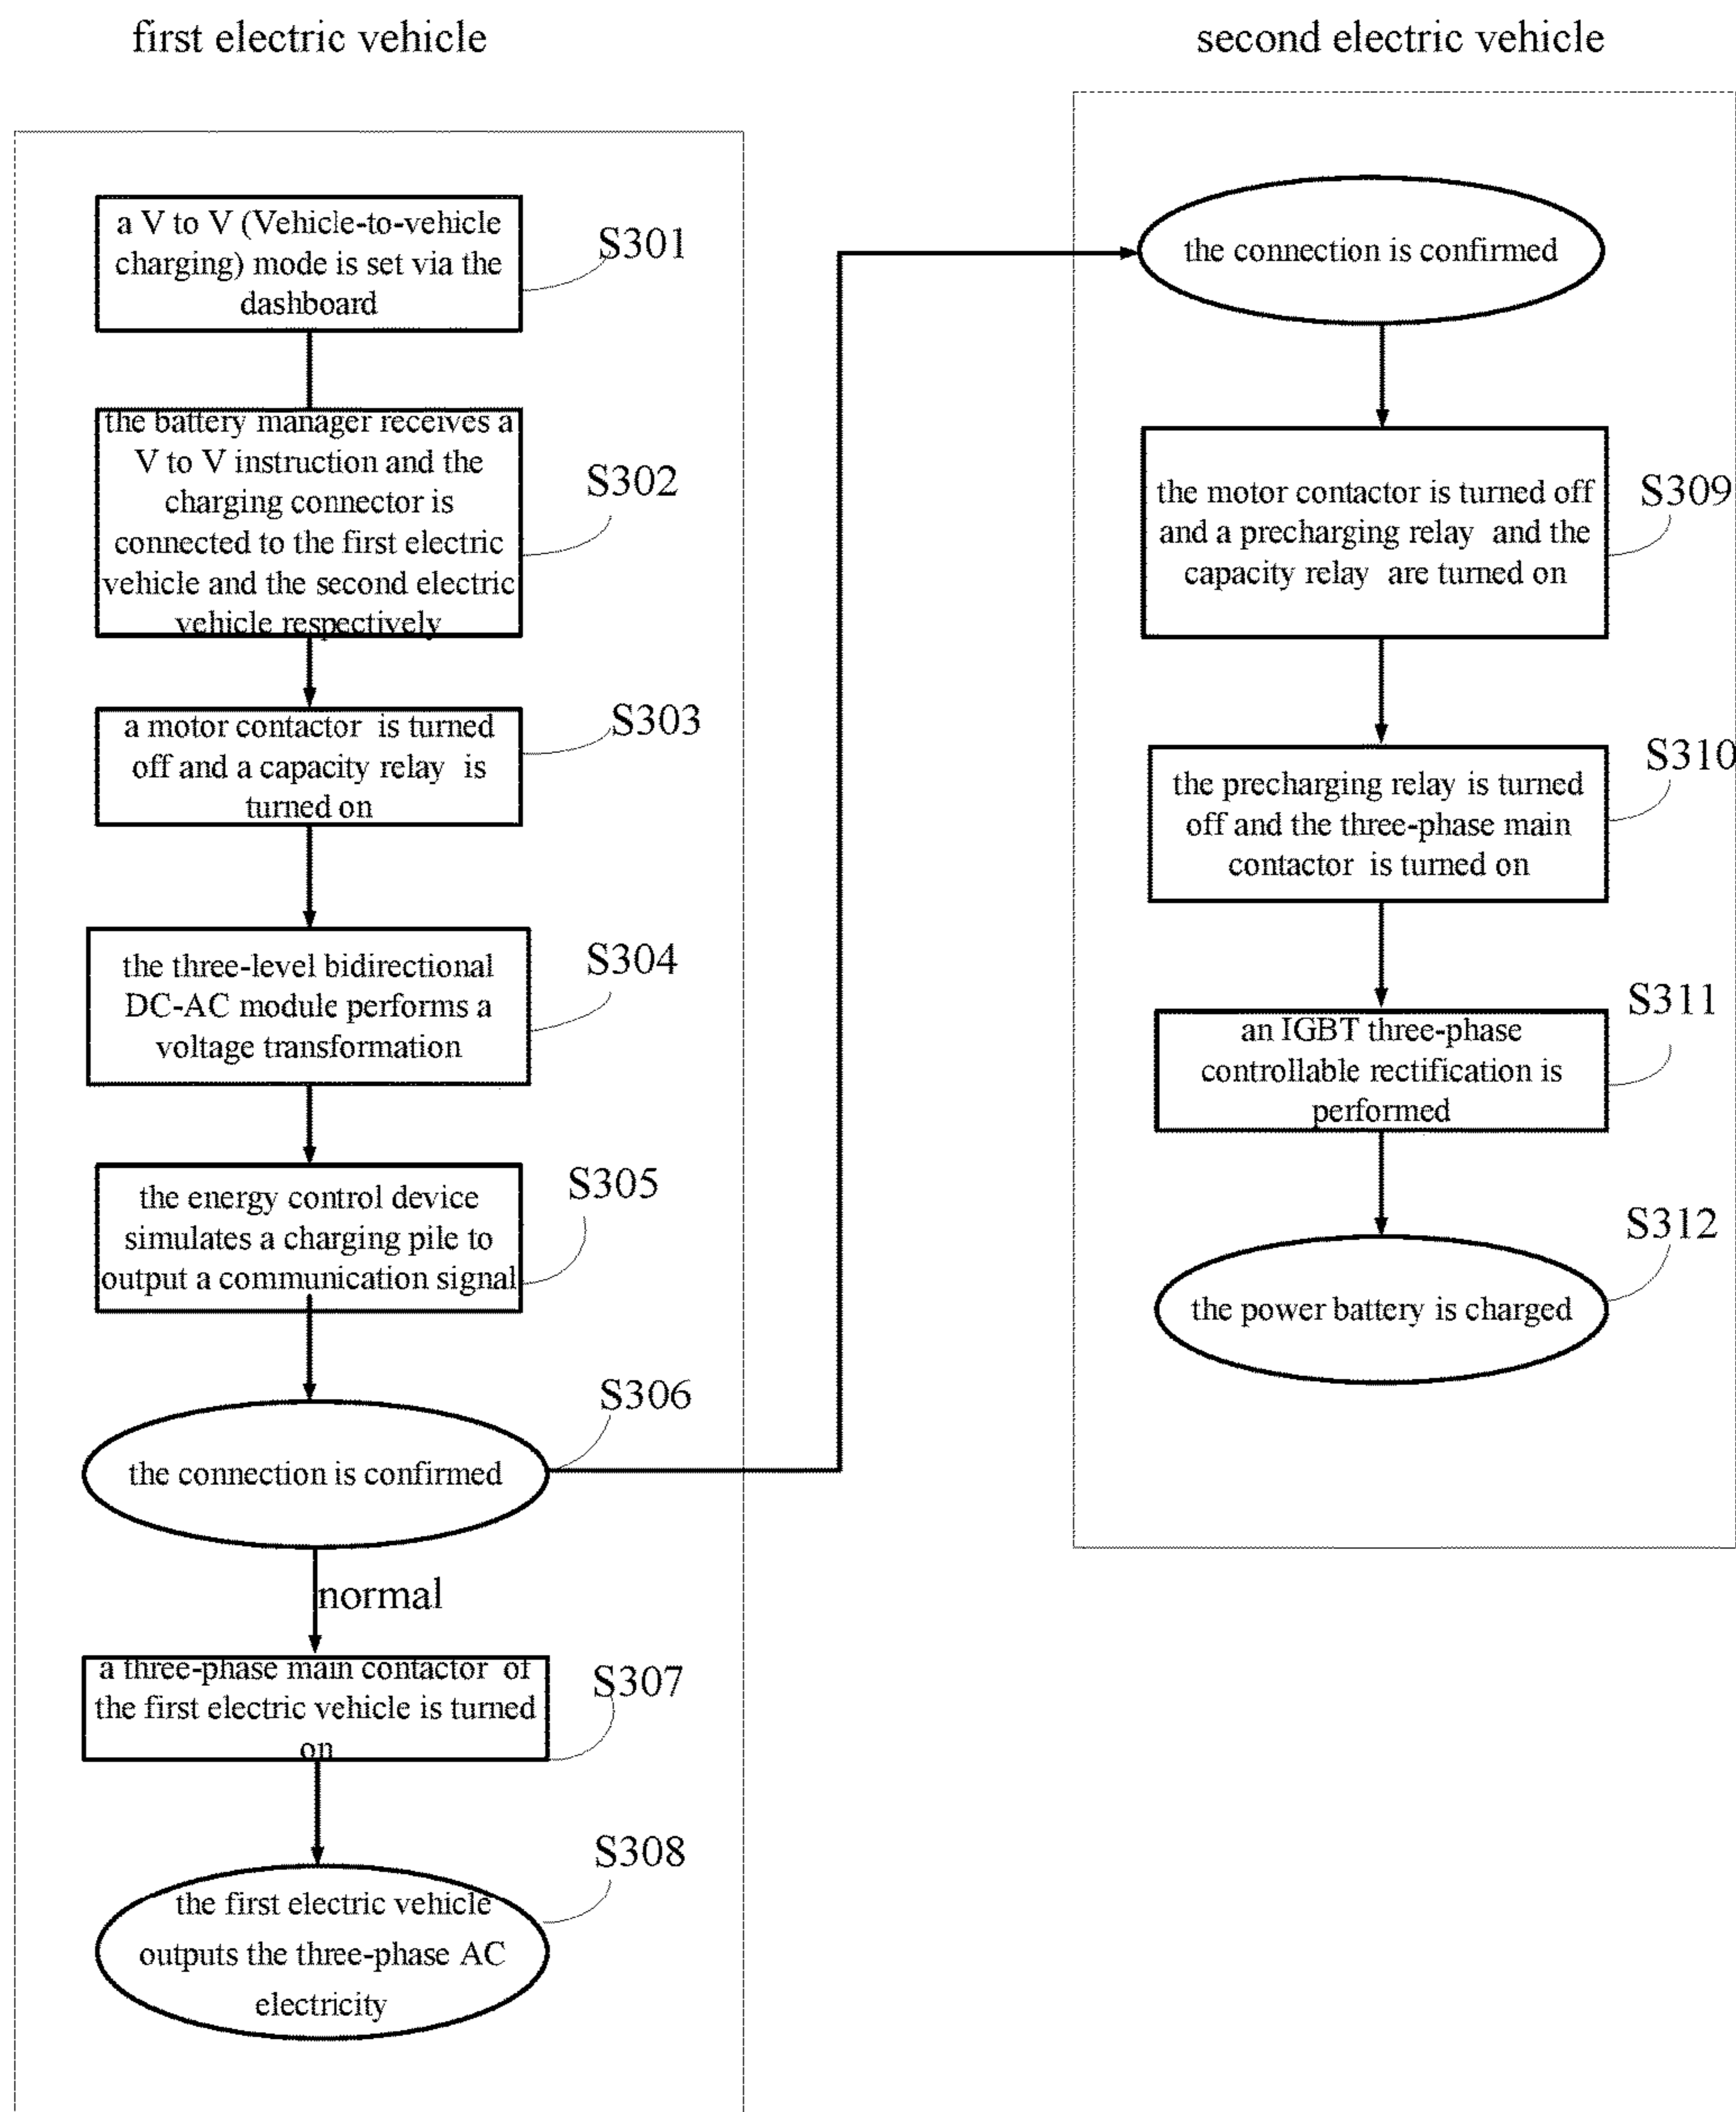 first electric vehicle
a V to V (Vehicle-to-vehicle
charging) mode is set via the
dashboard
S301
the battery manager receives a
V to V instruction and the
charging connector is
connected to the first electric
vehicle and the second electric
vehicle respectively
S302
a motor contactor is turned
off and a capacity relay is
turned on
S303
the three-level bidirectional
DC-AC module performs a
voltage transformation
S304
the energy control device
simulates a charging pile to
output a communication signal
S305
the connection is confirmed
S306
normal
a three-phase main contactor of
the first electric vehicle is turned
on
S307
the first electric vehicle
outputs the three-phase AC
electricity
S308
second electric vehicle
the connection is confirmed
the motor contactor is turned off
and a precharging relay and the
capacity relay are turned on
S309
the precharging relay is turned
off and the three-phase main
contactor is turned on
S310
an IGBT three-phase
controllable rectification is
performed
S311
the power battery is charged
S312